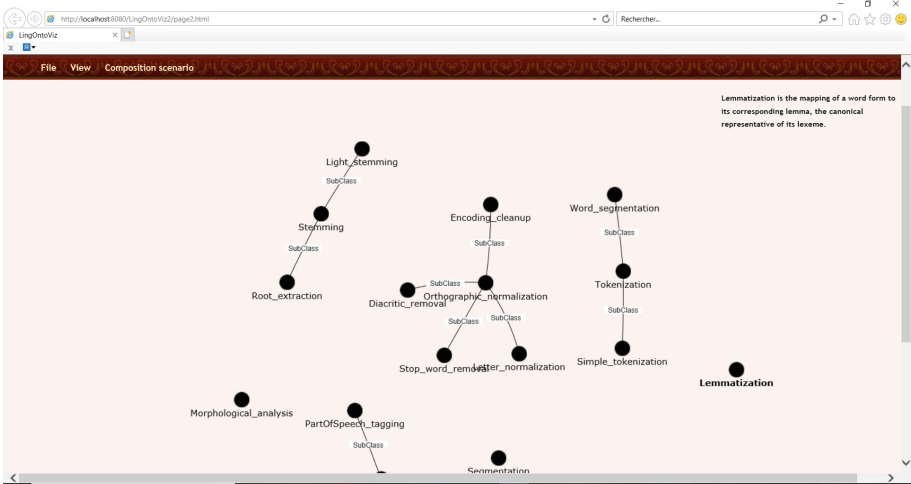 http://localhost:8080/LingOntoViz2/page2.html
Rechercher...
LingOntoViz
x
File View Composition scenario
Lemmatization is the mapping of a word form to
its corresponding lemma, the canonical
representative of its lexeme.
Light_stemming
SubClass
Stemming
SubClass
Root_extraction
Encoding_cleanup
SubClass
SubClass
Orthographic_normalization
Diacritic_removal
SubClass
SubClass
Stop_word_removal
Letter_normalization
Word_segmentation
SubClass
Tokenization
SubClass
Simple_tokenization
Lemmatization
Morphological_analysis
PartOfSpeech_tagging
SubClass
Segmentation